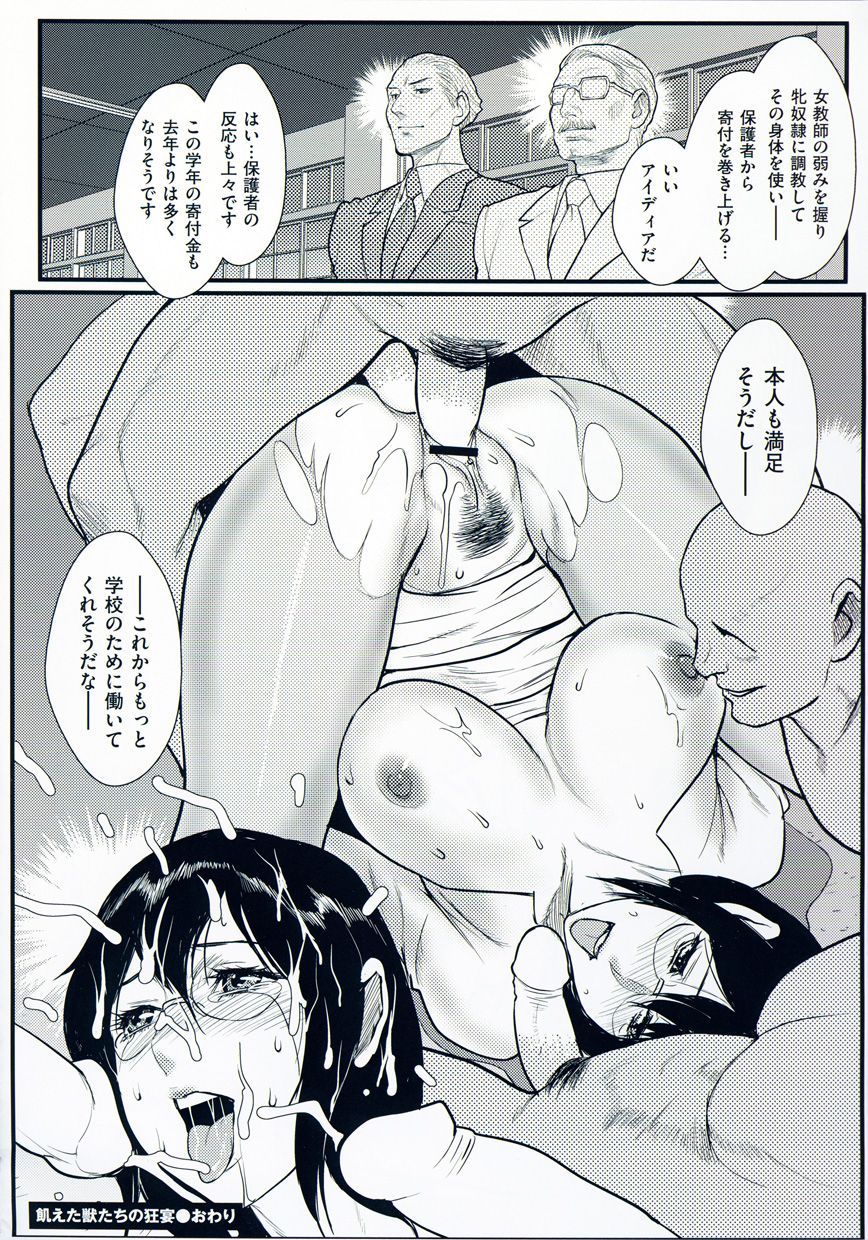 女教師の弱みを握り
牝奴隷に調教して
その身体を使い――
保護者から
寄付を巻き上げる…
いい
アイディアだ
はい…保護者の
反応も上々です
この学年の寄付金も
去年よりは多く
なりそうです
本人も満足
そうだし――
――これからもっと
学校のために働いて
くれそうだな――
飢えた獣たちの狂宴●おわり